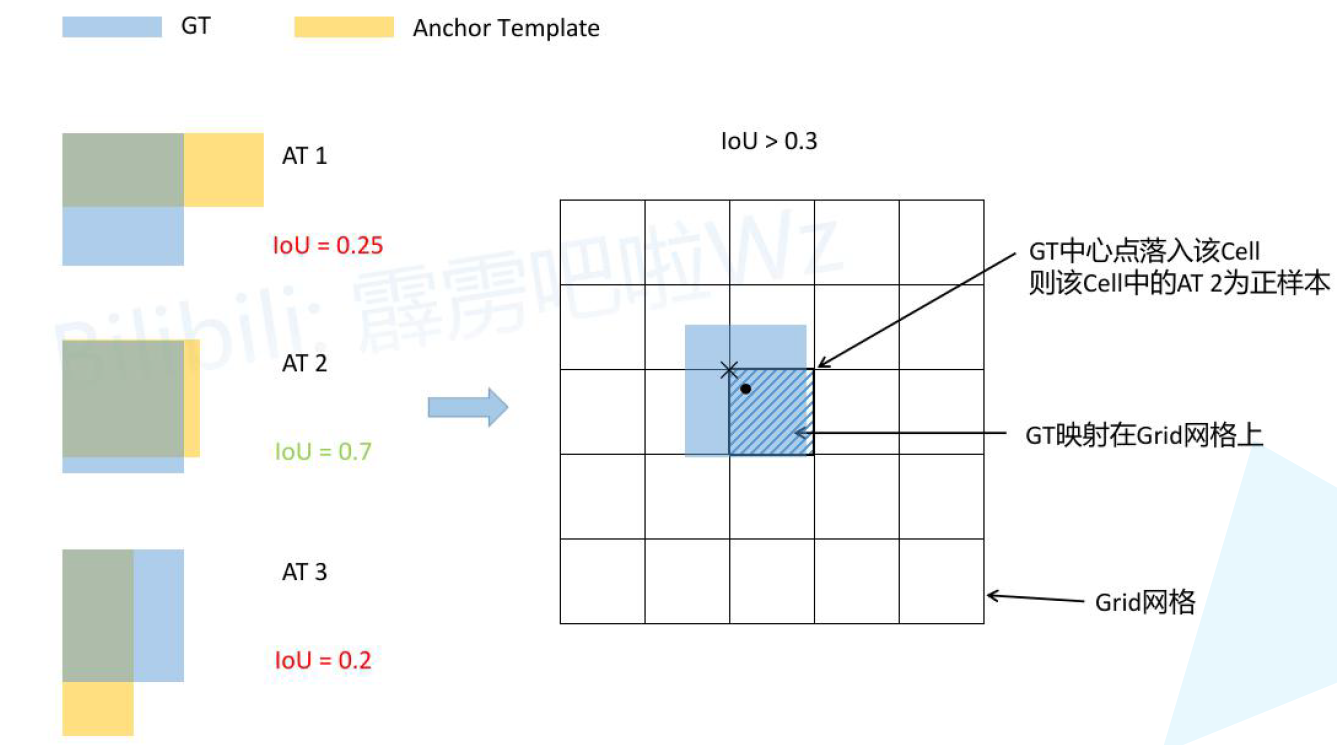 GT
Anchor Template
AT 1
IoU = 0.25
AT 2
IoU = 0.7
AT 3
IoU = 0.2
IoU > 0.3
GT中心点落入该Cell
则该Cell中的AT 2为正样本
GT映射在Grid网格上
Grid网格
Bilibili: 霹雳吧啦Wz